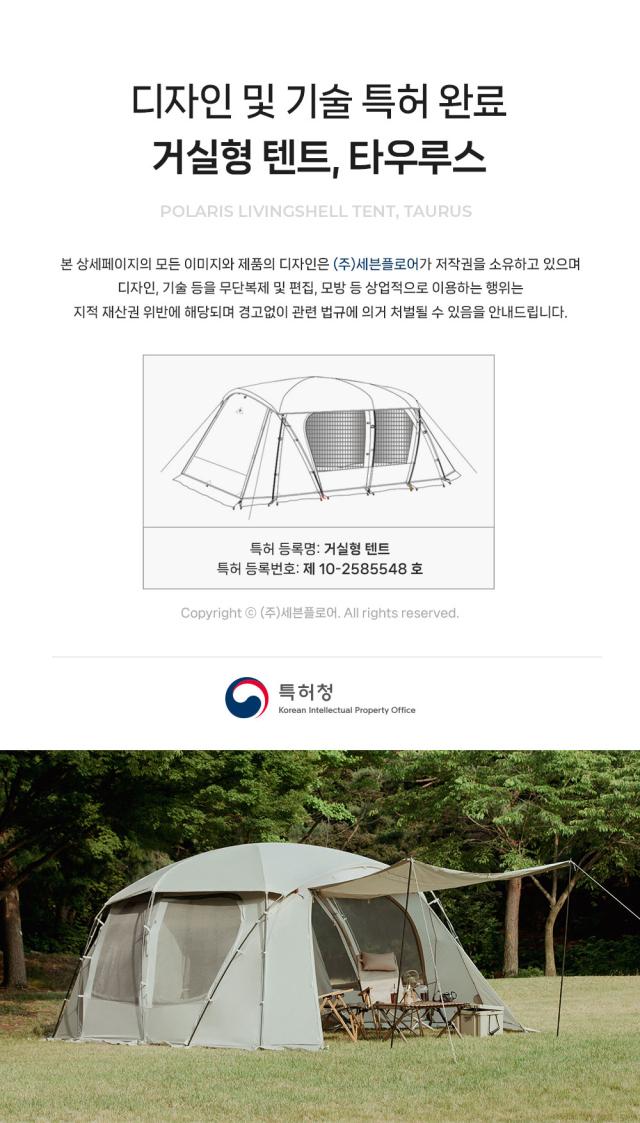 디자인 및 기술 특허 완료
거실형 텐트, 타우루스
POLARIS LIVINGSHELL TENT, TAURUS
본 상세페이지의 모든 이미지와 제품의 디자인은 (주)세븐플로어가 저작권을 소유하고 있으며
디자인, 기술 등을 무단복제 및 편집, 모방 등 상업적으로 이용하는 행위는
지적 재산권 위반에 해당되며 경고없이 관련 법규에 의거 처벌될 수 있음을 안내드립니다.
특허 등록명: 거실형 텐트
특허 등록번호: 제 10-2585548 호
Copyright ⓒ (주)세븐플로어. All rights reserved.
특허청
Korean Intellectual Property Office